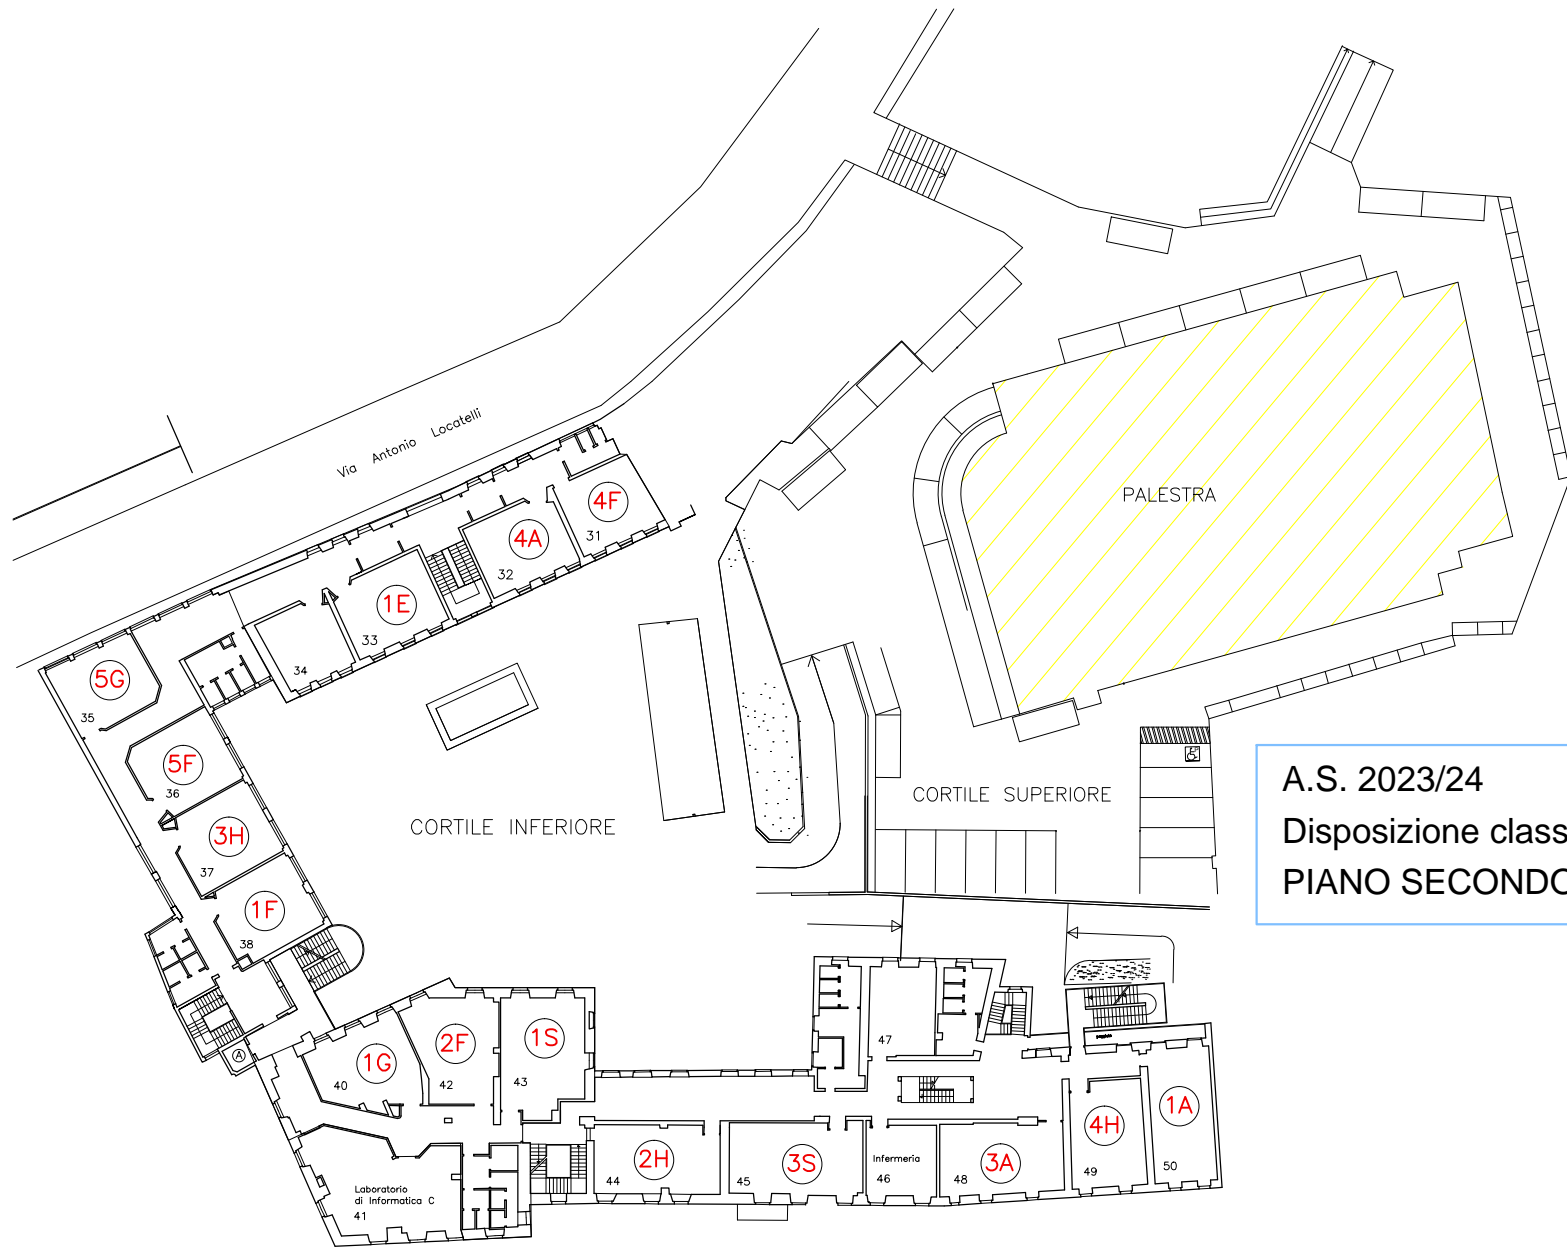 Via Antonio Locatelli
4F
31
4A
32
1E
33
34
5G
35
5F
36
3H
37
1F
38
PALESTRA
CORTILE INFERIORE
CORTILE SUPERIORE
A.S. 2023/24
Disposizione class
PIANO SECONDO
A
1G
40
2F
42
1S
43
47
Laboratorio
di Informatica C
41
2H
44
3S
45
Infermeria
46
3A
48
4H
49
1A
50